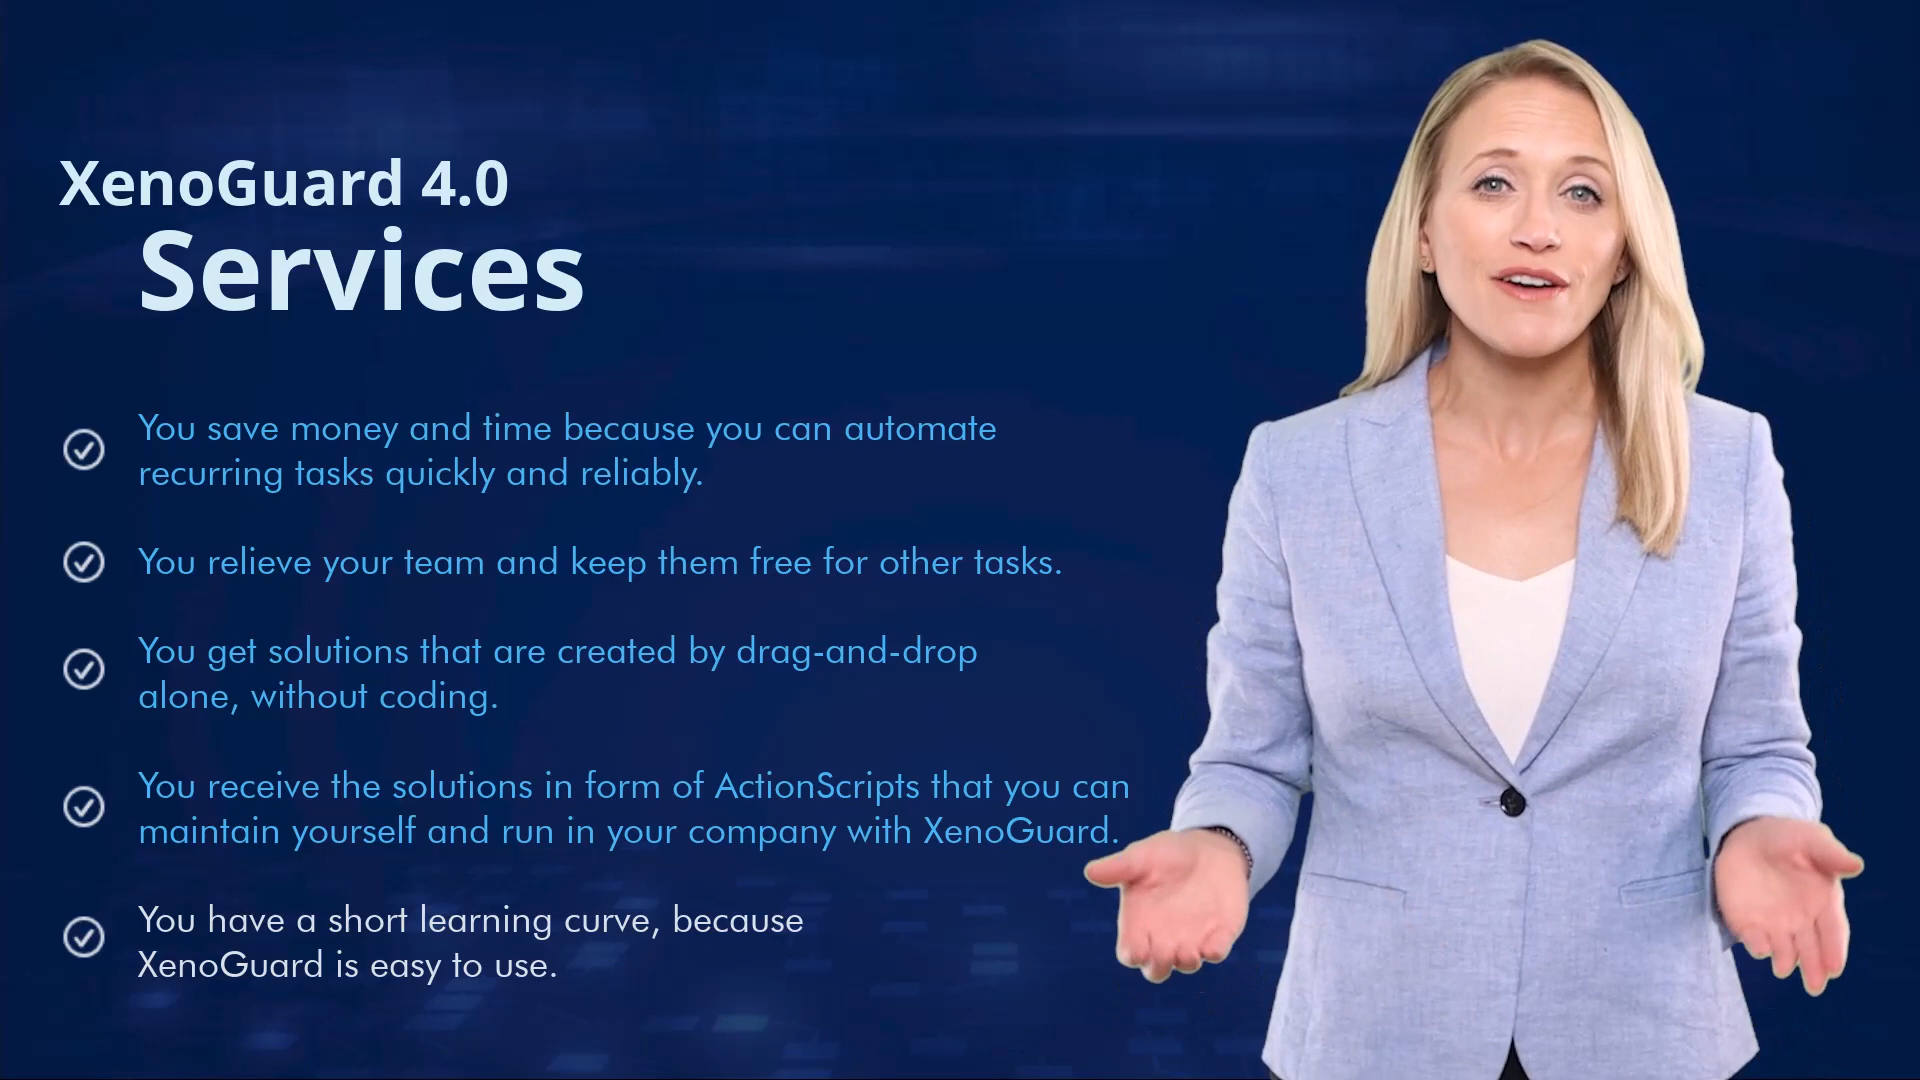 XenoGuard 4.0
Services
You save money and time because you can automate
recurring tasks quickly and reliably.
You relieve your team and keep them free for other tasks.
You get solutions that are created by drag-and-drop
alone, without coding.
You receive the solutions in form of ActionScripts that you can
maintain yourself and run in your company with XenoGuard.
You have a short learning curve, because
XenoGuard is easy to use.